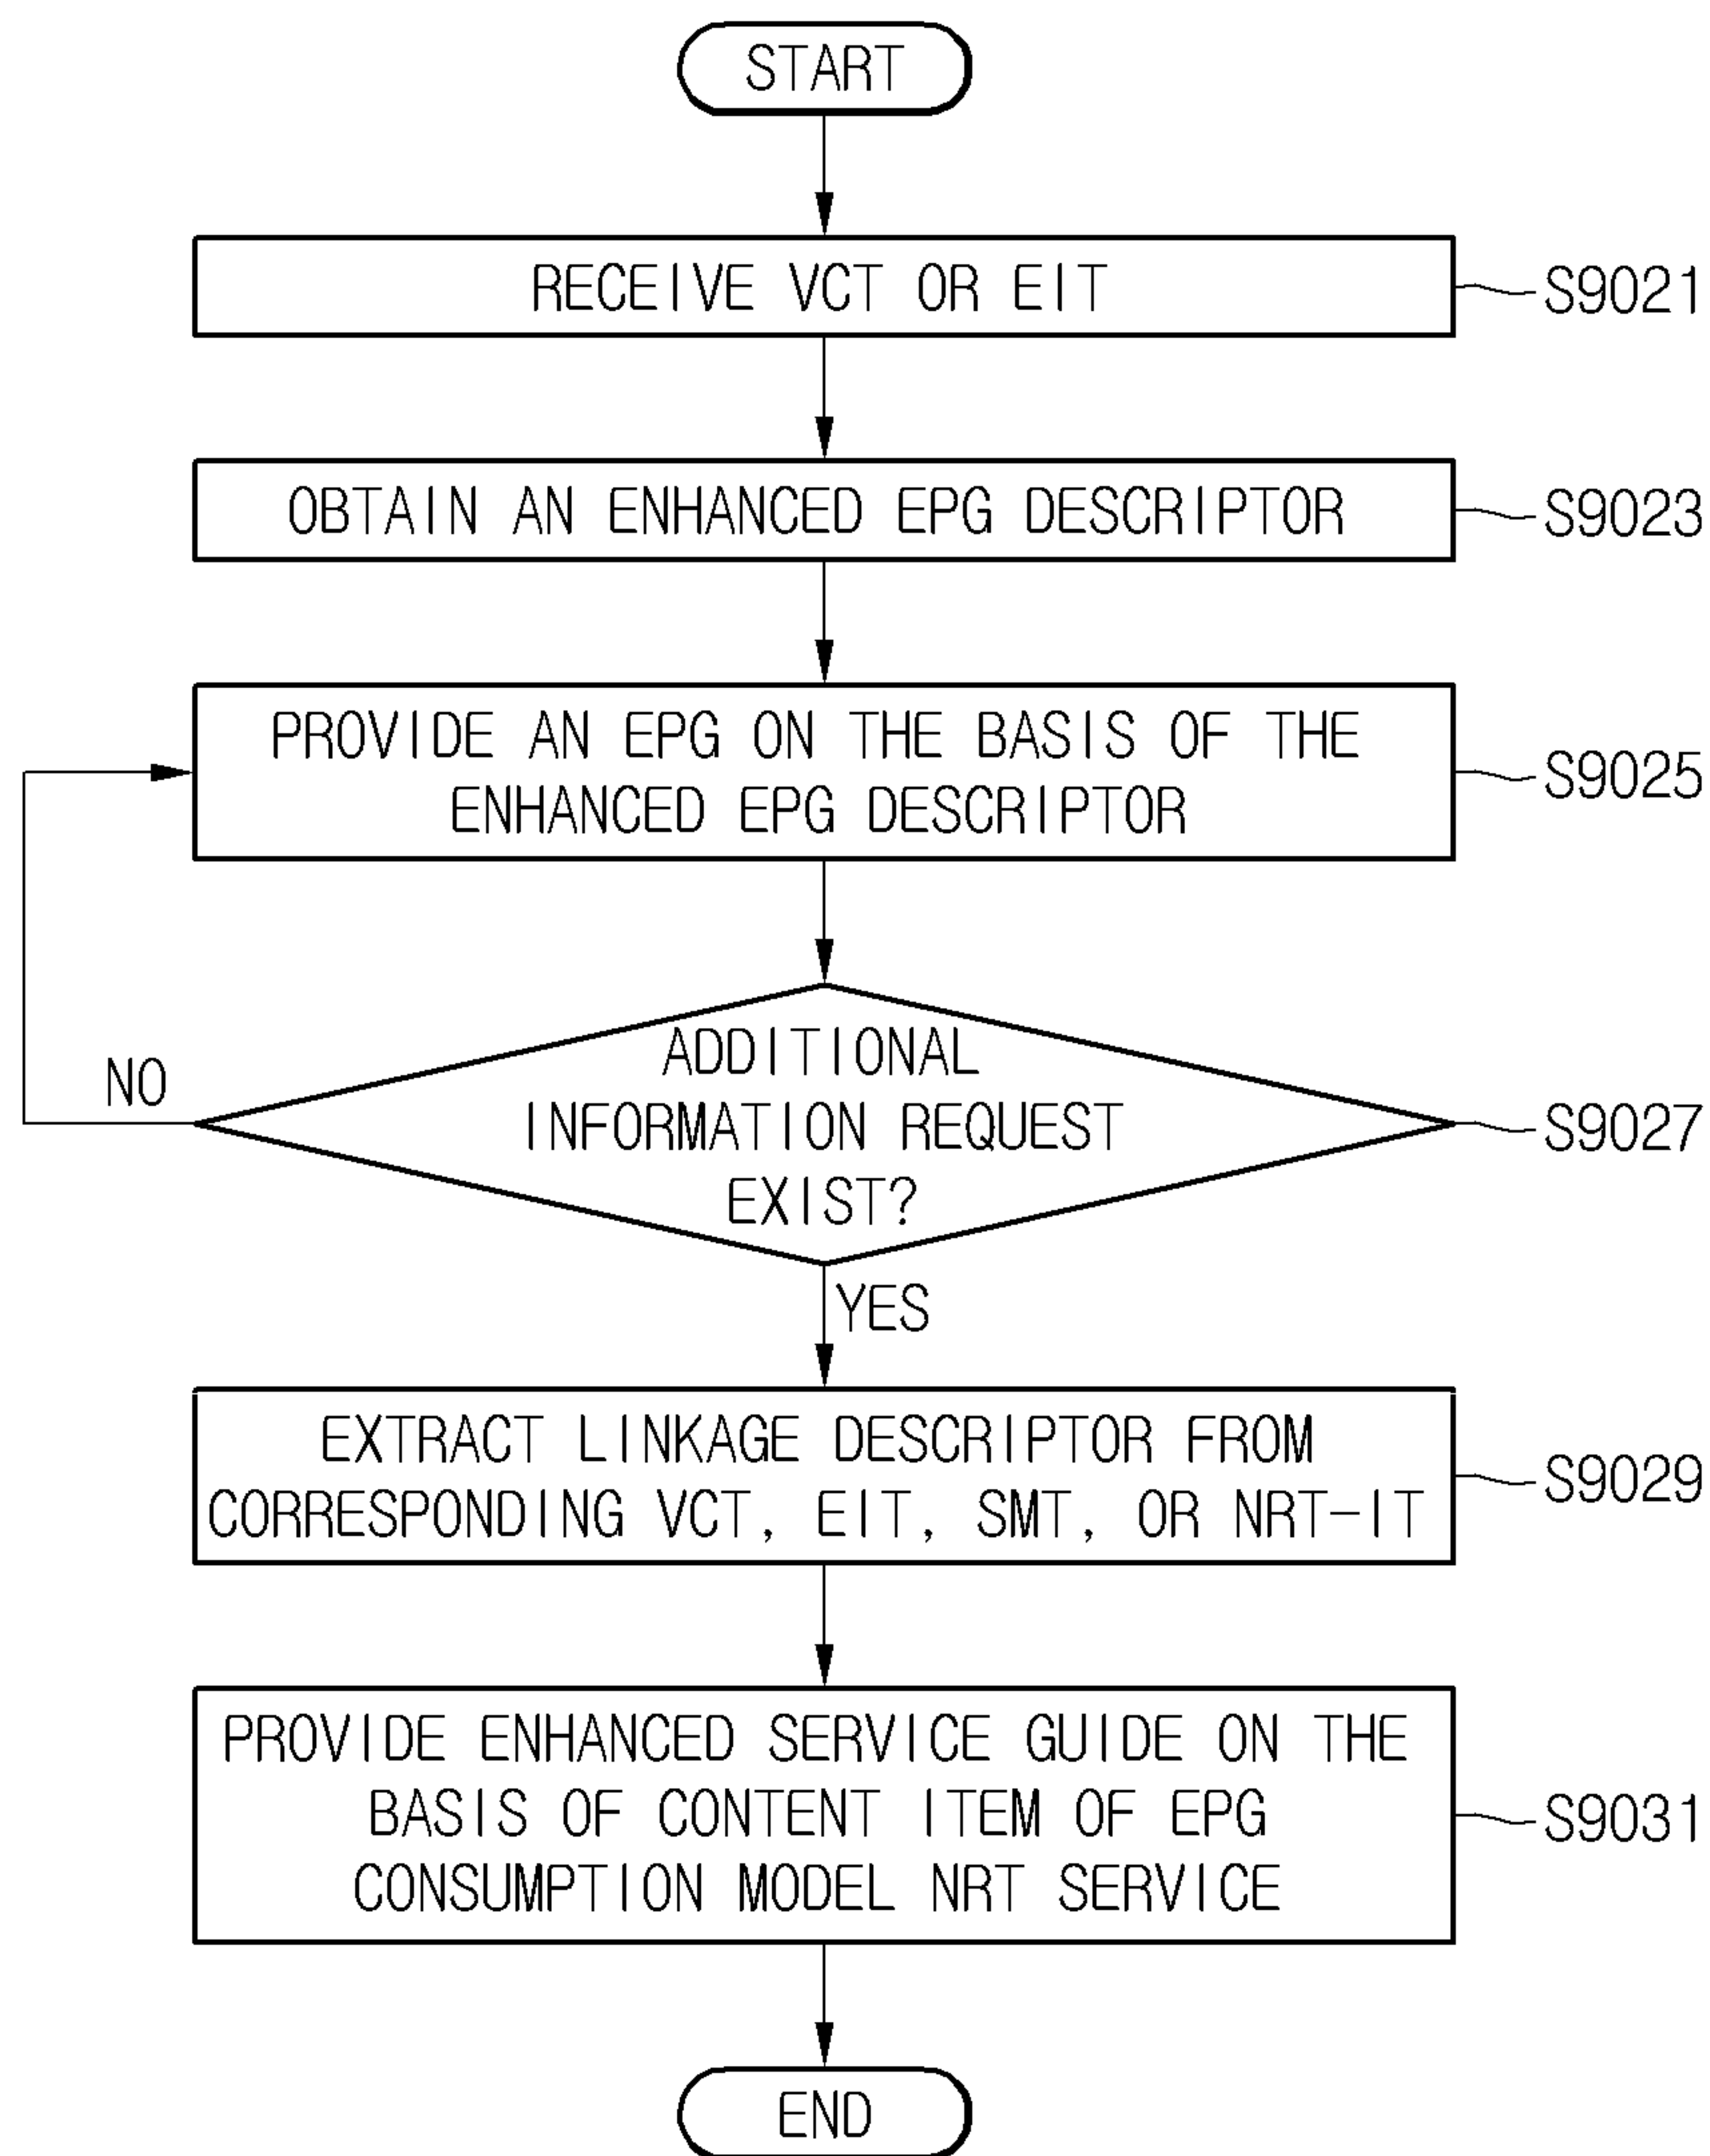 START
RECEIVE VCT OR EIT
S9021
OBTAIN AN ENHANCED EPG DESCRIPTOR
S9023
PROVIDE AN EPG ON THE BASIS OF THE
ENHANCED EPG DESCRIPTOR
S9025
ADDITIONAL
INFORMATION REQUEST
EXIST?
S9027
NO
YES
EXTRACT LINKAGE DESCRIPTOR FROM
CORRESPONDING VCT, EIT, SMT, OR NRT-IT
S9029
PROVIDE ENHANCED SERVICE GUIDE ON THE
BASIS OF CONTENT ITEM OF EPG
CONSUMPTION MODEL NRT SERVICE
S9031
END